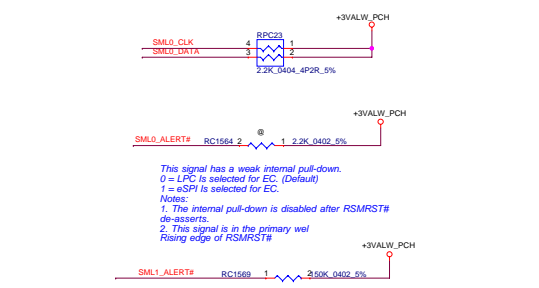 +3VALW_PCH
RPC23
SML0_CLK 4 1
SML0_DATA 3 2
2.2K_0404_4P2R_5%
+3VALW_PCH
@
SML0_ALERT# RC1564 2 1 2.2K_0402_5%
This signal has a weak internal pull-down.
0 = LPC Is selected for EC. (Default)
1 = eSPI Is selected for EC.
Notes:
1. The internal pull-down is disabled after RSMRST#
de-asserts.
2. This signal is in the primary wel
Rising edge of RSMRST#
+3VALW_PCH
SML1_ALERT# RC1569 1 2 150K_0402_5%